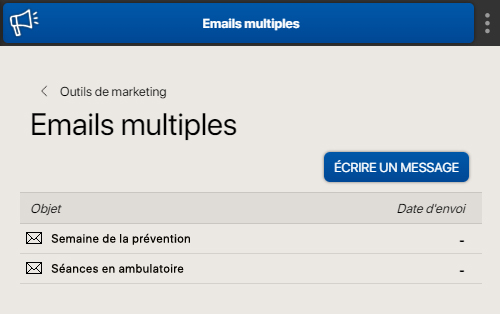 Emails multiples
Outils de marketing
Emails multiples
ÉCRIRE UN MESSAGE
Objet Date d'envoi
Semaine de la prévention -
Séances en ambulatoire -